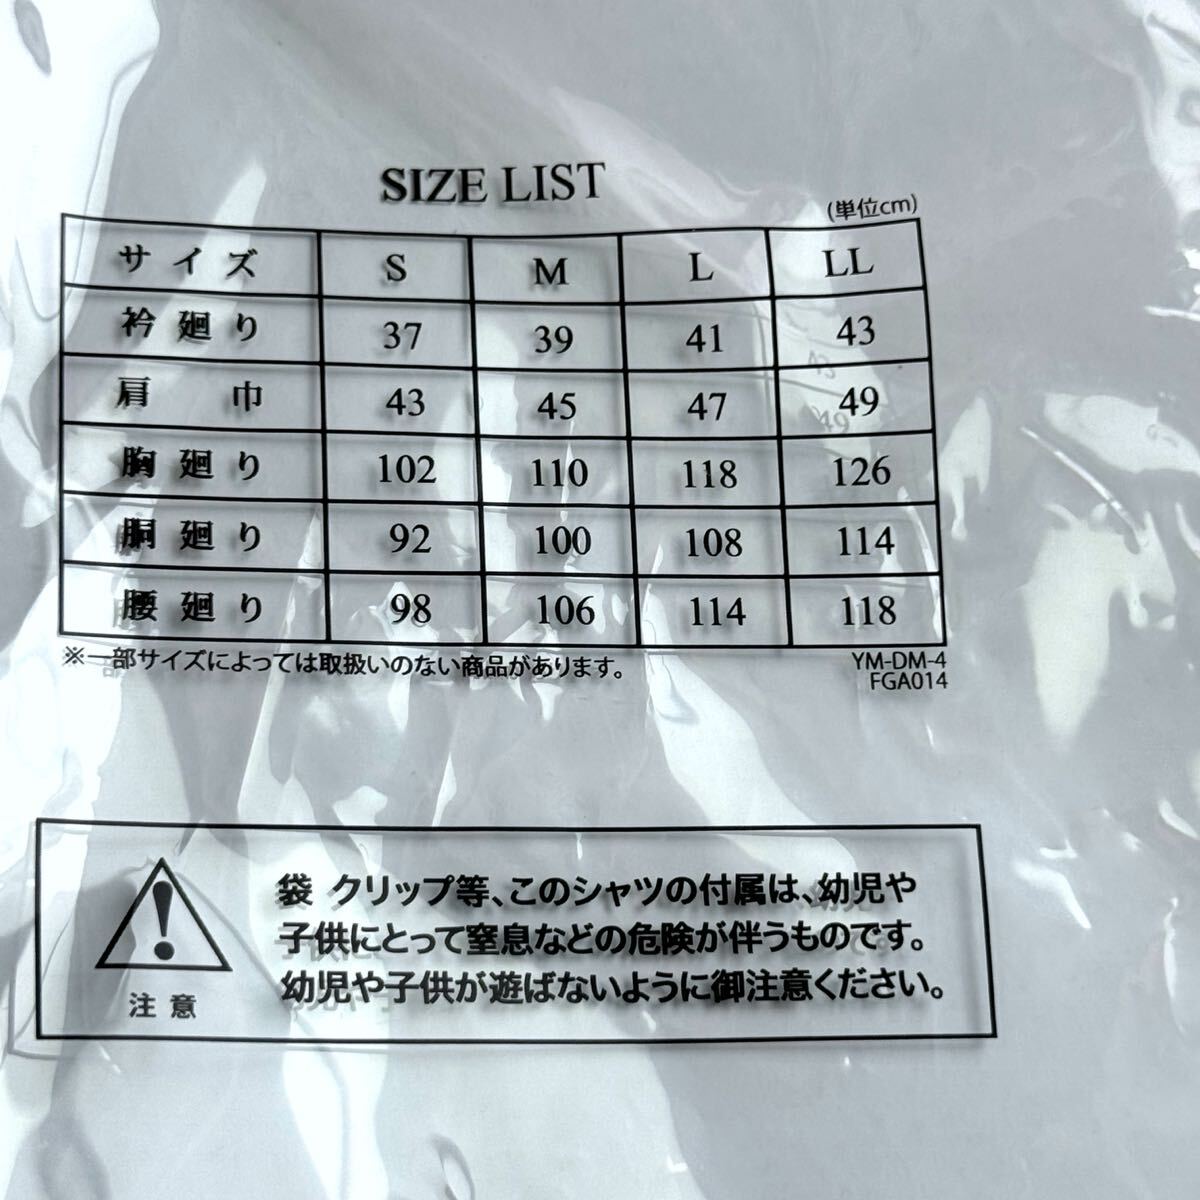 SIZE LIST
(単位cm)
サイズ S M L LL
衿廻り 37 39 41 43
肩巾 43 45 47 49
胸廻り 102 110 118 126
胴廻り 92 100 108 114
腰廻り 98 106 114 118
※一部サイズによっては取扱いのない商品があります。
YM-DM-4
FGA014
袋 クリップ等、このシャツの付属は、幼児や
子供にとって窒息などの危険が伴うものです。
幼児や子供が遊ばないように御注意ください。
注意